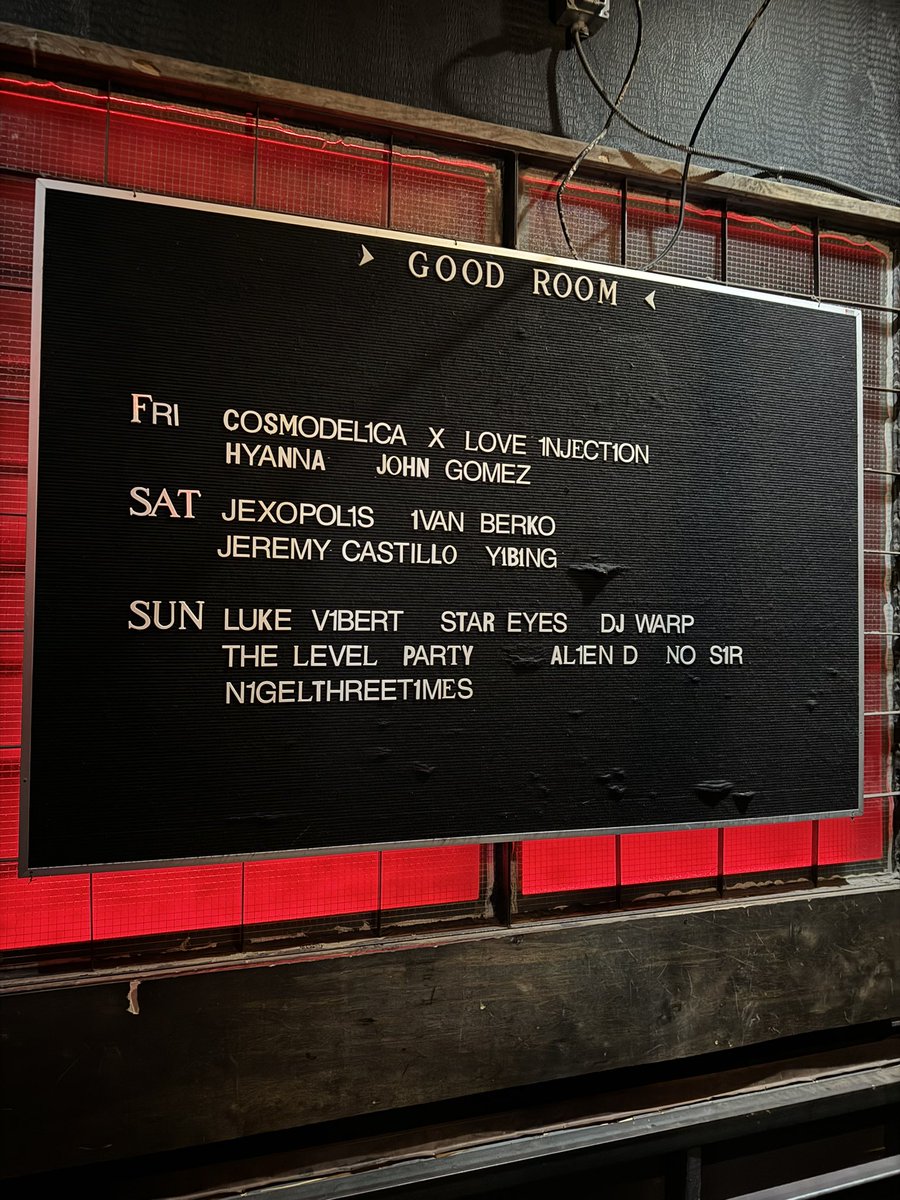 > GOOD ROOM <
FRI COSMODEL1CA X LOVE 1NJECT1ON
HYANNA JOHN GOMEZ
SAT JEXOPOL1S 1VAN BERKO
JEREMY CASTILLO Y1B1NG
SUN LUKE V1BERT STAR EYES DJ WARP
THE LEVEL PARTY AL1EN D NO S1R
N1GELTHREET1MES